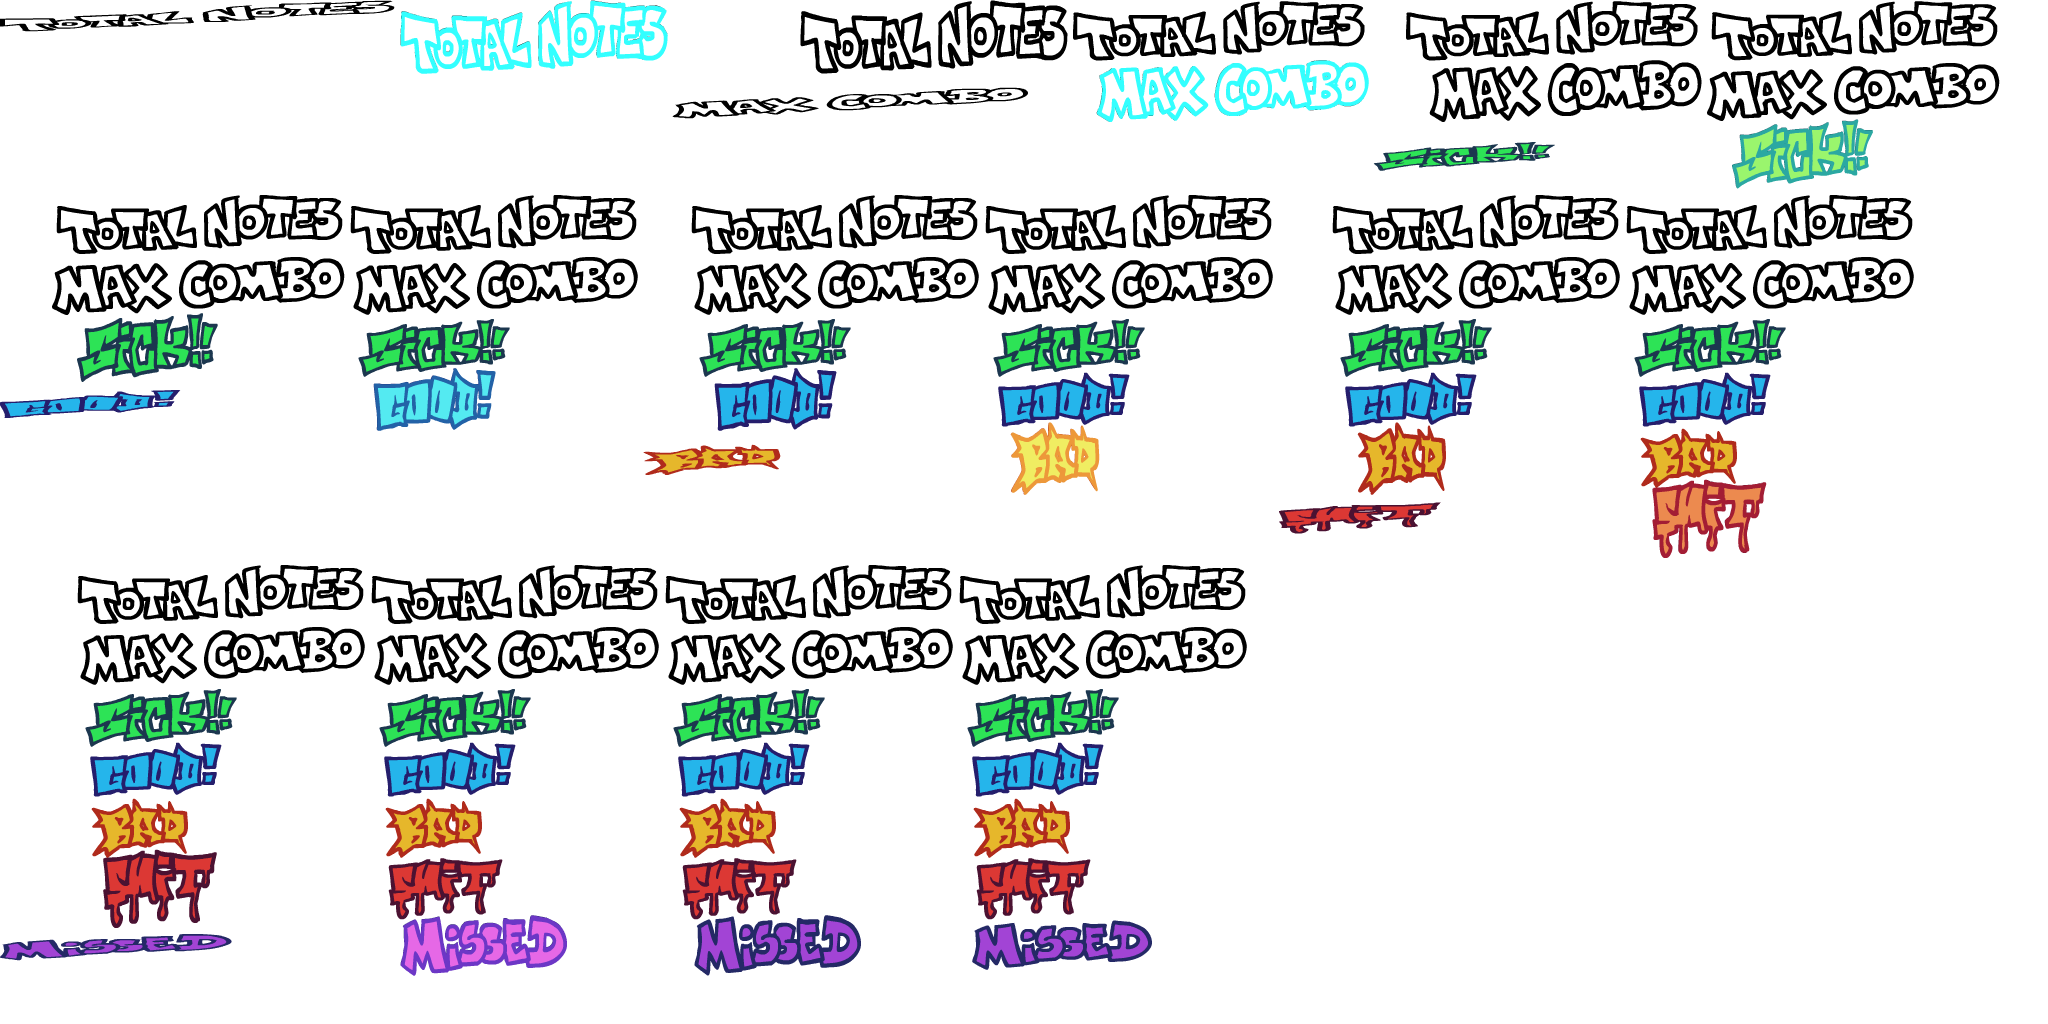 TOTAL NOTES TOTAL NOTES TOTAL NOTES TOTAL NOTES TOTAL NOTES TOTAL NOTES
MAX COMBO MAX COMBO MAX COMBO MAX COMBO
SiCK!! SiCK!!
TOTAL NOTES TOTAL NOTES TOTAL NOTES TOTAL NOTES TOTAL NOTES TOTAL NOTES
MAX COMBO MAX COMBO MAX COMBO MAX COMBO MAX COMBO MAX COMBO
SiCK!! SiCK!! SiCK!! SiCK!! SiCK!! SiCK!!
GOOD! GOOD! GOOD! GOOD! GOOD! GOOD!
BAD BAD BAD BAD
SHiT SHiT
TOTAL NOTES TOTAL NOTES TOTAL NOTES TOTAL NOTES
MAX COMBO MAX COMBO MAX COMBO MAX COMBO
SiCK!! SiCK!! SiCK!! SiCK!!
GOOD! GOOD! GOOD! GOOD!
BAD BAD BAD BAD
SHiT SHiT SHiT SHiT
MiSSED MiSSED MiSSED MiSSED